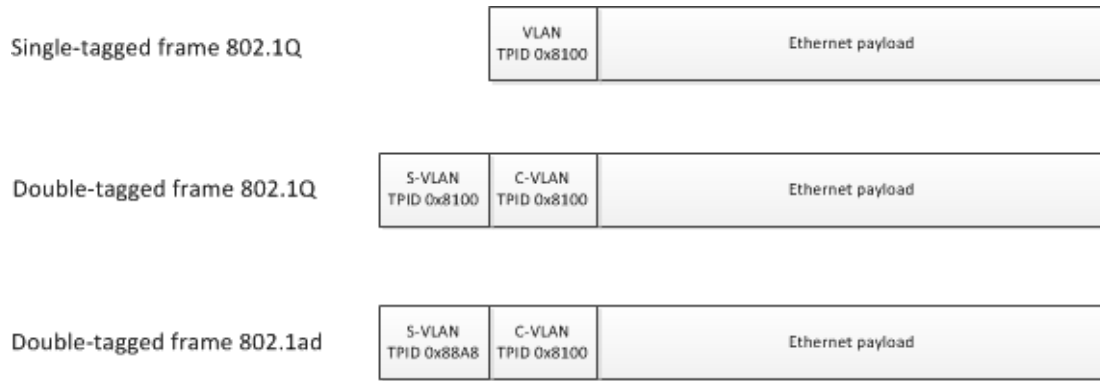 Single-tagged frame 802.1Q
VLAN
TPID 0x8100
Ethernet payload
Double-tagged frame 802.1Q
S-VLAN
TPID 0x8100
C-VLAN
TPID 0x8100
Ethernet payload
Double-tagged frame 802.1ad
S-VLAN
TPID 0x88A8
C-VLAN
TPID 0x8100
Ethernet payload